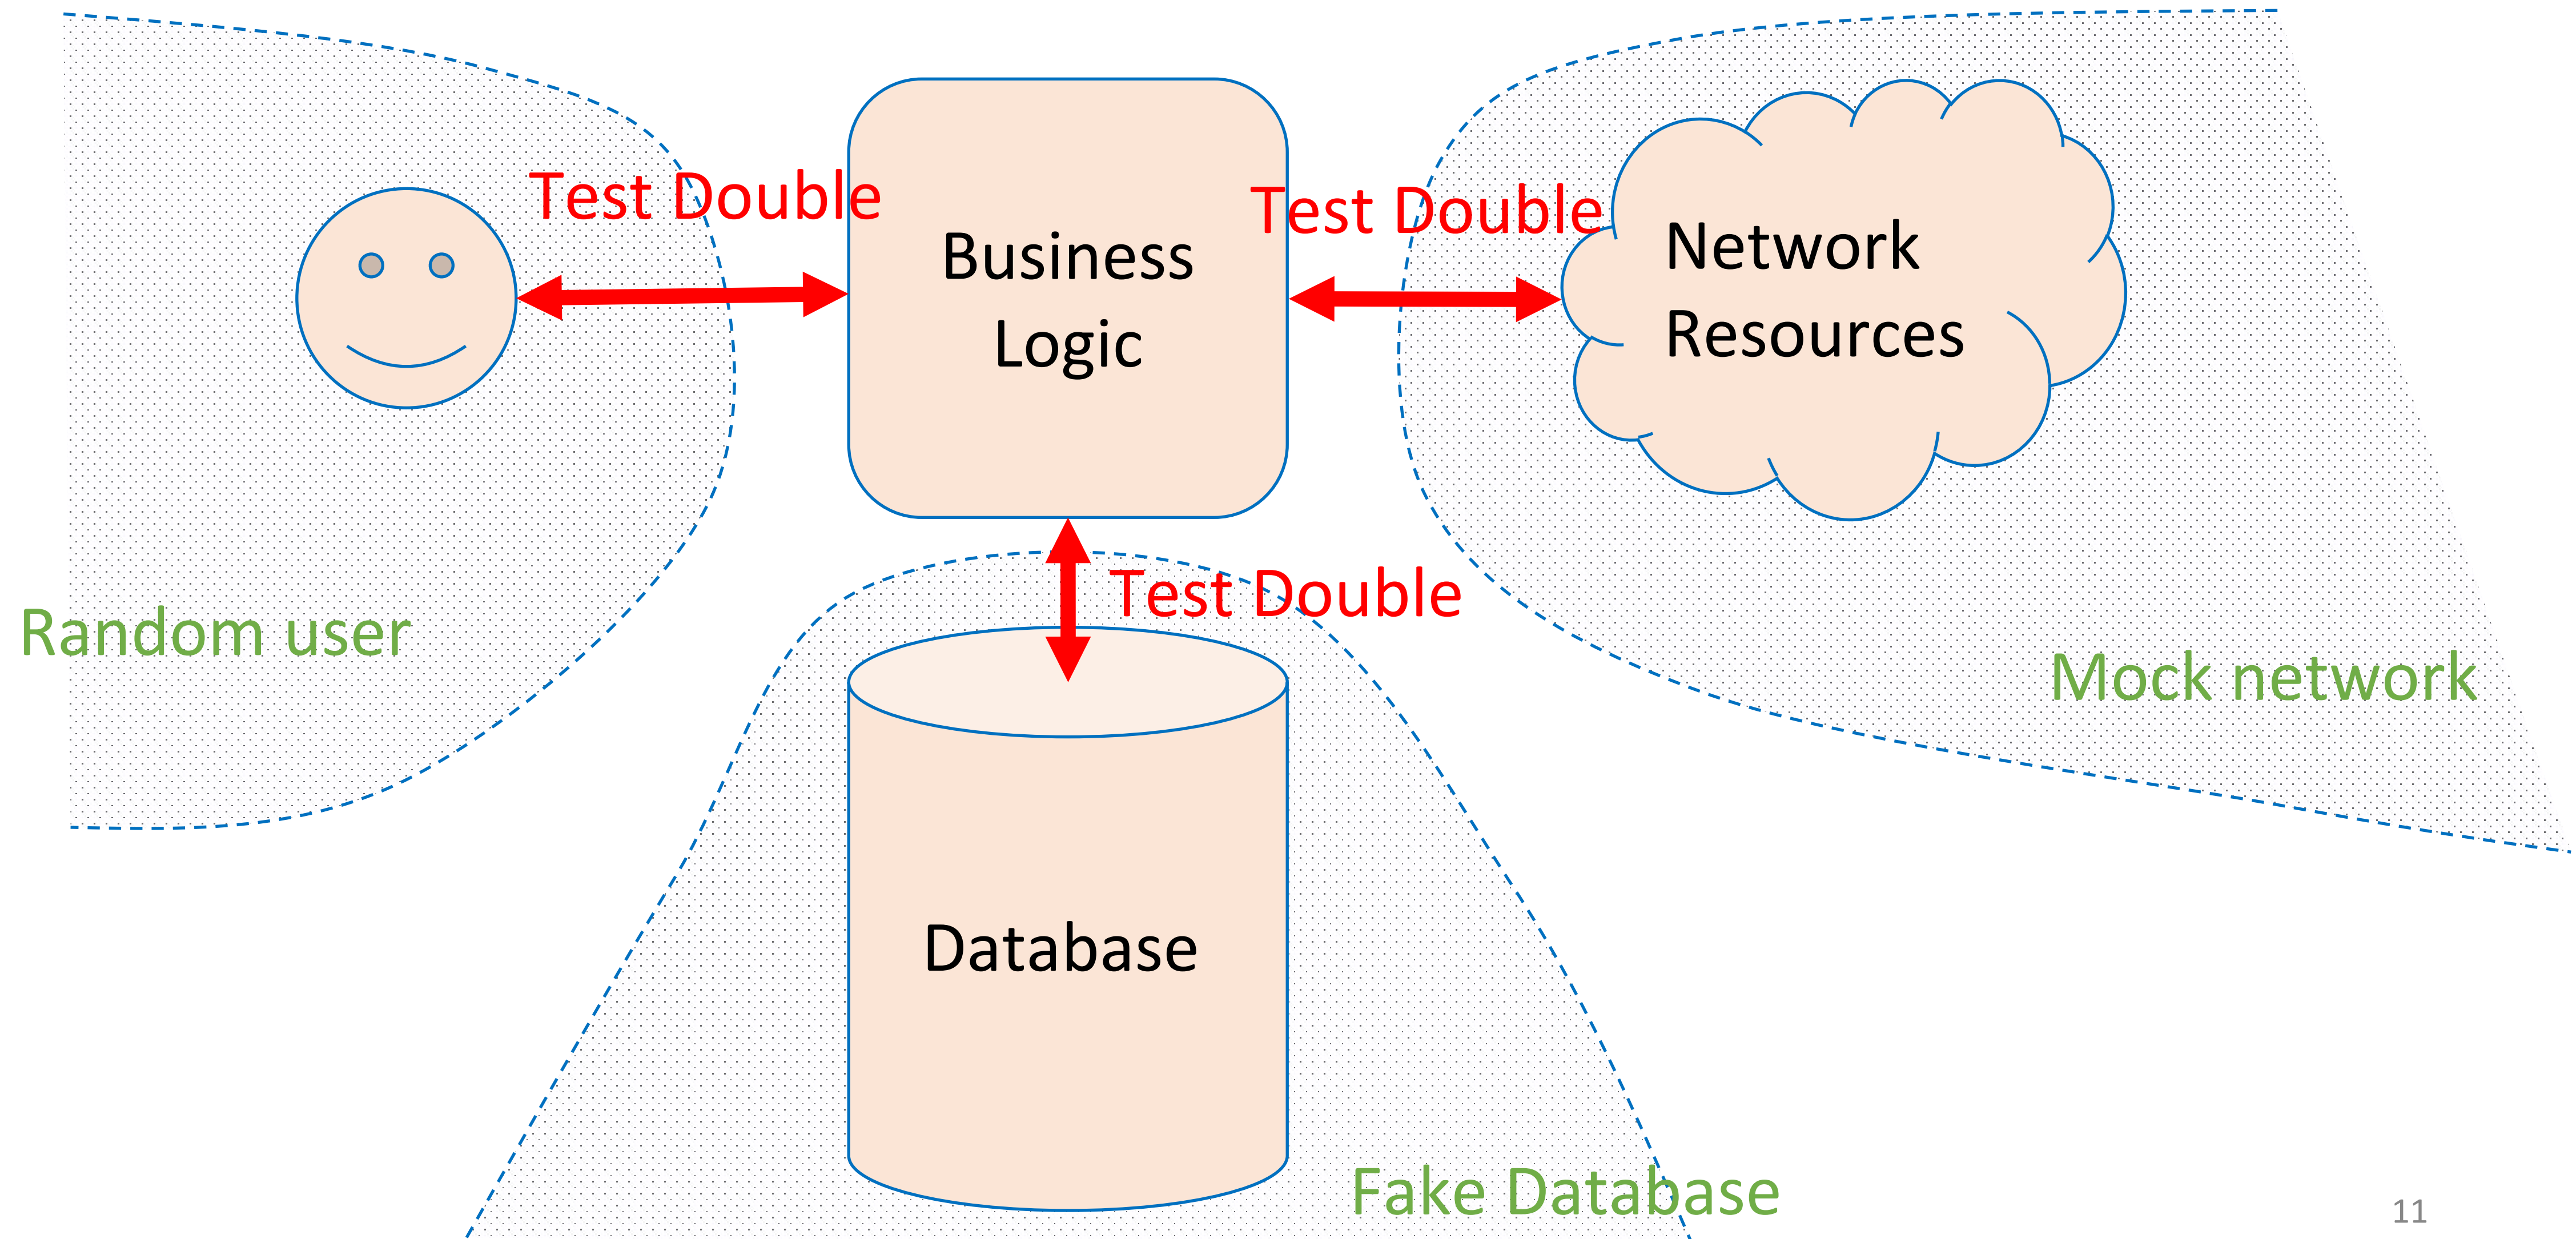 Test Double
Business
Logic
Test Double
Network
Resources
Test Double
Random user
Mock network
Database
Fake Database
11